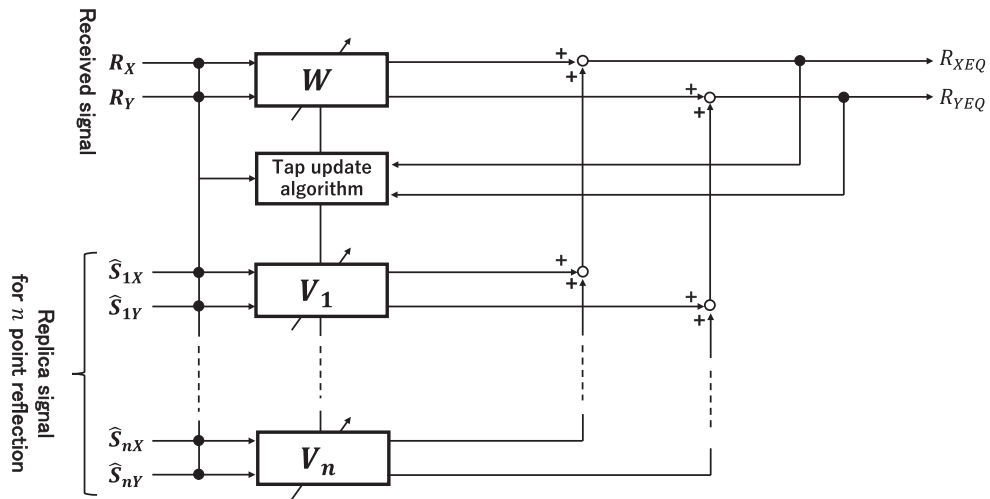 Received signal
R_X
R_Y
W
+
+
+
+
R_XEQ
R_YEQ
Tap update
algorithm
Replica signal
for n point reflection
Ŝ_1X
Ŝ_1Y
V_1
+
+
+
+
Ŝ_nX
Ŝ_nY
V_n